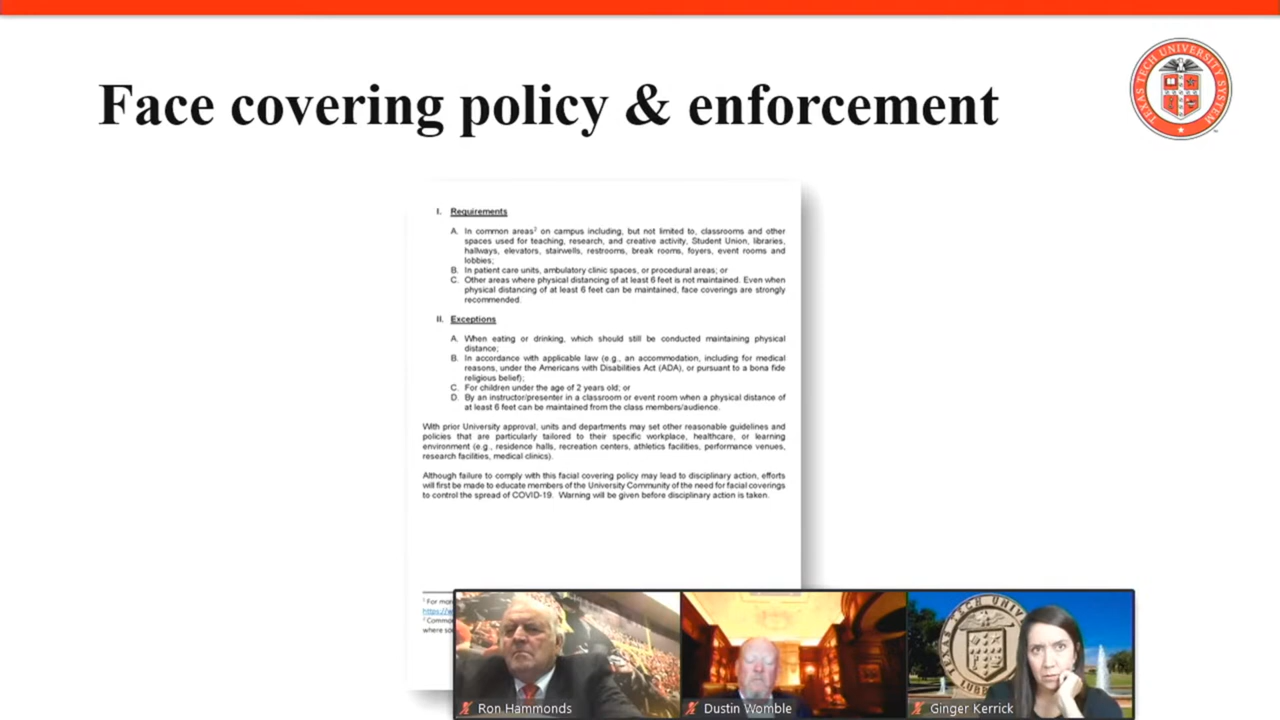 Face covering policy & enforcement
TEXAS TECH UNIVERSITY SYSTEM
I. Requirements
A. In common areas² on campus including, but not limited to, classrooms and other
spaces used for teaching, research, and creative activity, Student Union, libraries,
hallways, elevators, stairwells, restrooms, break rooms, foyers, event rooms and
lobbies;
B. In patient care units, ambulatory clinic spaces, or procedural areas; or
C. Other areas where physical distancing of at least 6 feet is not maintained. Even when
physical distancing of at least 6 feet can be maintained, face coverings are strongly
recommended.
II. Exceptions
A. When eating or drinking, which should still be conducted maintaining physical
distance;
B. In accordance with applicable law (e.g., an accommodation, including for medical
reasons, under the Americans with Disabilities Act (ADA), or pursuant to a bona fide
religious belief);
C. For children under the age of 2 years old; or
D. By an instructor/presenter in a classroom or event room when a physical distance of
at least 6 feet can be maintained from the class members/audience.
With prior University approval, units and departments may set other reasonable guidelines and
policies that are particularly tailored to their specific workplace, healthcare, or learning
environment (e.g., residence halls, recreation centers, athletics facilities, performance venues,
research facilities, medical clinics).
Although failure to comply with this facial covering policy may lead to disciplinary action, efforts
will first be made to educate members of the University Community of the need for facial coverings
to control the spread of COVID-19. Warning will be given before disciplinary action is taken.
¹ For
²
where
TEXAS TECH
Ron Hammonds
Dustin Womble
Ginger Kerrick